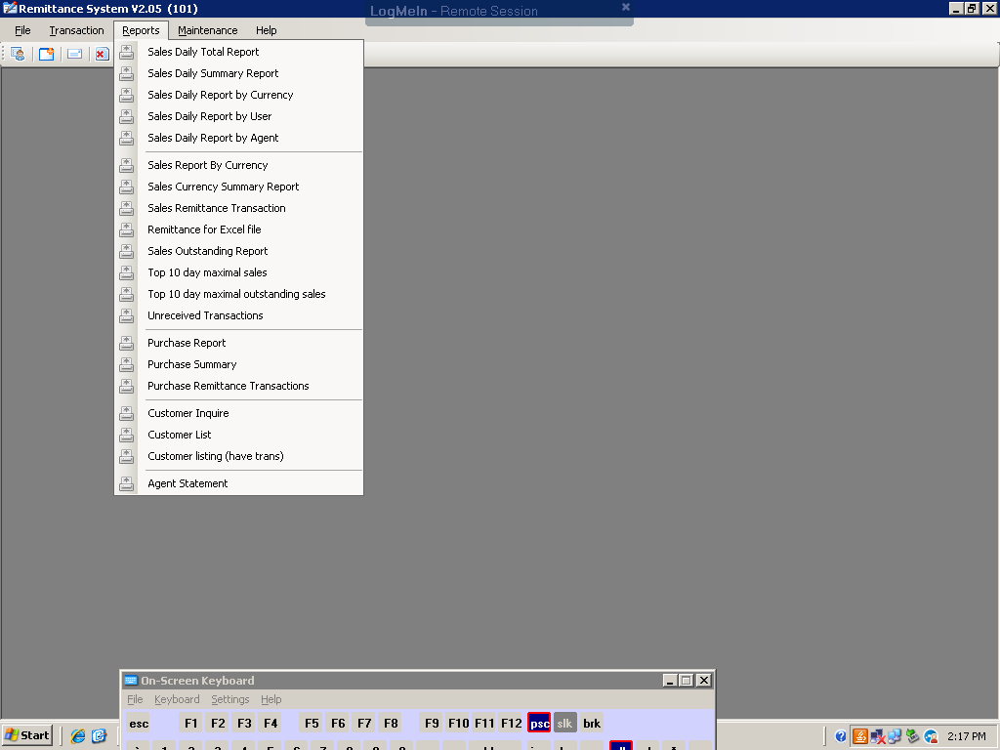 Remittance System V2.05 (101)
LogMeIn - Remote Session
File Transaction Reports Maintenance Help
Sales Daily Total Report
Sales Daily Summary Report
Sales Daily Report by Currency
Sales Daily Report by User
Sales Daily Report by Agent
Sales Report By Currency
Sales Currency Summary Report
Sales Remittance Transaction
Remittance for Excel file
Sales Outstanding Report
Top 10 day maximal sales
Top 10 day maximal outstanding sales
Unreceived Transactions
Purchase Report
Purchase Summary
Purchase Remittance Transactions
Customer Inquire
Customer List
Customer listing (have trans)
Agent Statement
On-Screen Keyboard
File Keyboard Settings Help
esc F1 F2 F3 F4 F5 F6 F7 F8 F9 F10 F11 F12 psc slk brk
Start
2:17 PM